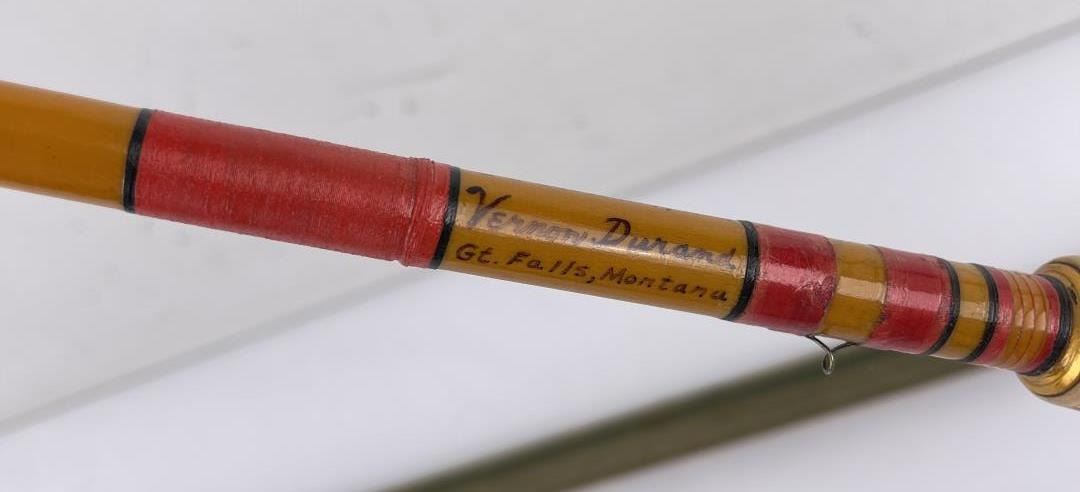 Vernon Durand
Gt. Falls, Montana